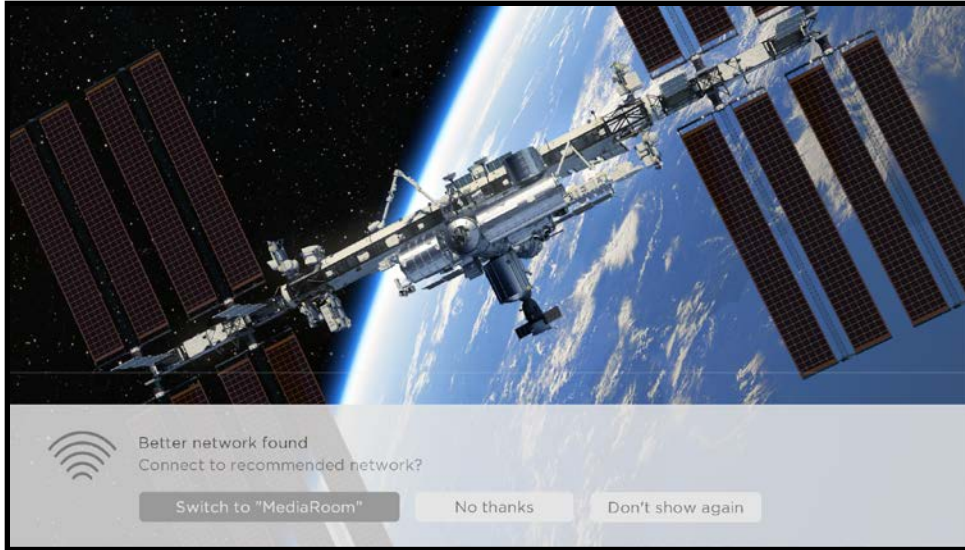 Better network found
Connect to recommended network?
Switch to "MediaRoom"
No thanks
Don't show again